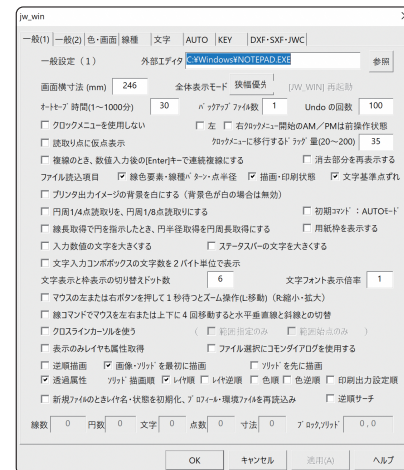 jw_win
一般(1) 一般(2) 色・画面 線種 文字 AUTO KEY DXF・SXF・JWC
一般設定（1） 外部エディタ C:¥Windows¥NOTEPAD.EXE 参照
画面横寸法 (mm) 246 全体表示モード 狭幅優先 [JW_WIN] 再起動
オートセーブ時間(1～1000分) 30 バックアップファイル数 1 Undo の回数 100
クロックメニューを使用しない 左 右クロックメニュー開始のAM／PMは前操作状態
読取り点に仮点表示 クロックメニューに移行するドラッグ量(20～200) 35
複線のとき、数値入力後の[Enter]キーで連続複線にする 消去部分を再表示する
ファイル読込項目 線色要素・線種パターン・点半径 描画・印刷状態 文字基準点ずれ
プリンタ出力イメージの背景を白にする（背景色が白の場合は無効）
円周1/4点読取りを、円周1/8点読取りにする 初期コマンド：AUTOモード
線長取得で円を指示したとき、円半径取得を円周長取得にする 用紙枠を表示する
入力数値の文字を大きくする ステータスバーの文字を大きくする
文字入力コンボボックスの文字数を２バイト単位で表示
文字表示と枠表示の切り替えドット数 6 文字フォント表示倍率 1
マウスの左または右ボタンを押して１秒待つとズーム操作(L:移動) (R:縮小・拡大)
線コマンドでマウスを左右または上下に４回移動すると水平垂直線と斜線との切替
クロスラインカーソルを使う （ 範囲指定のみ 範囲始点のみ ）
表示のみレイヤも属性取得 ファイル選択にコモンダイアログを使用する
逆順描画 画像・ソリッドを最初に描画 ソリッドを先に描画
透過属性 ソリッド描画順 レイヤ順 レイヤ逆順 色順 色逆順 印刷出力設定順
新規ファイルのときレイヤ名・状態を初期化、プロフィール・環境ファイルを再読込み 逆順サーチ
線数 0 円数 0 文字 0 点数 0 寸法 0 ブロック,ソリッド 0 , 0
OK キャンセル 適用(A) ヘルプ